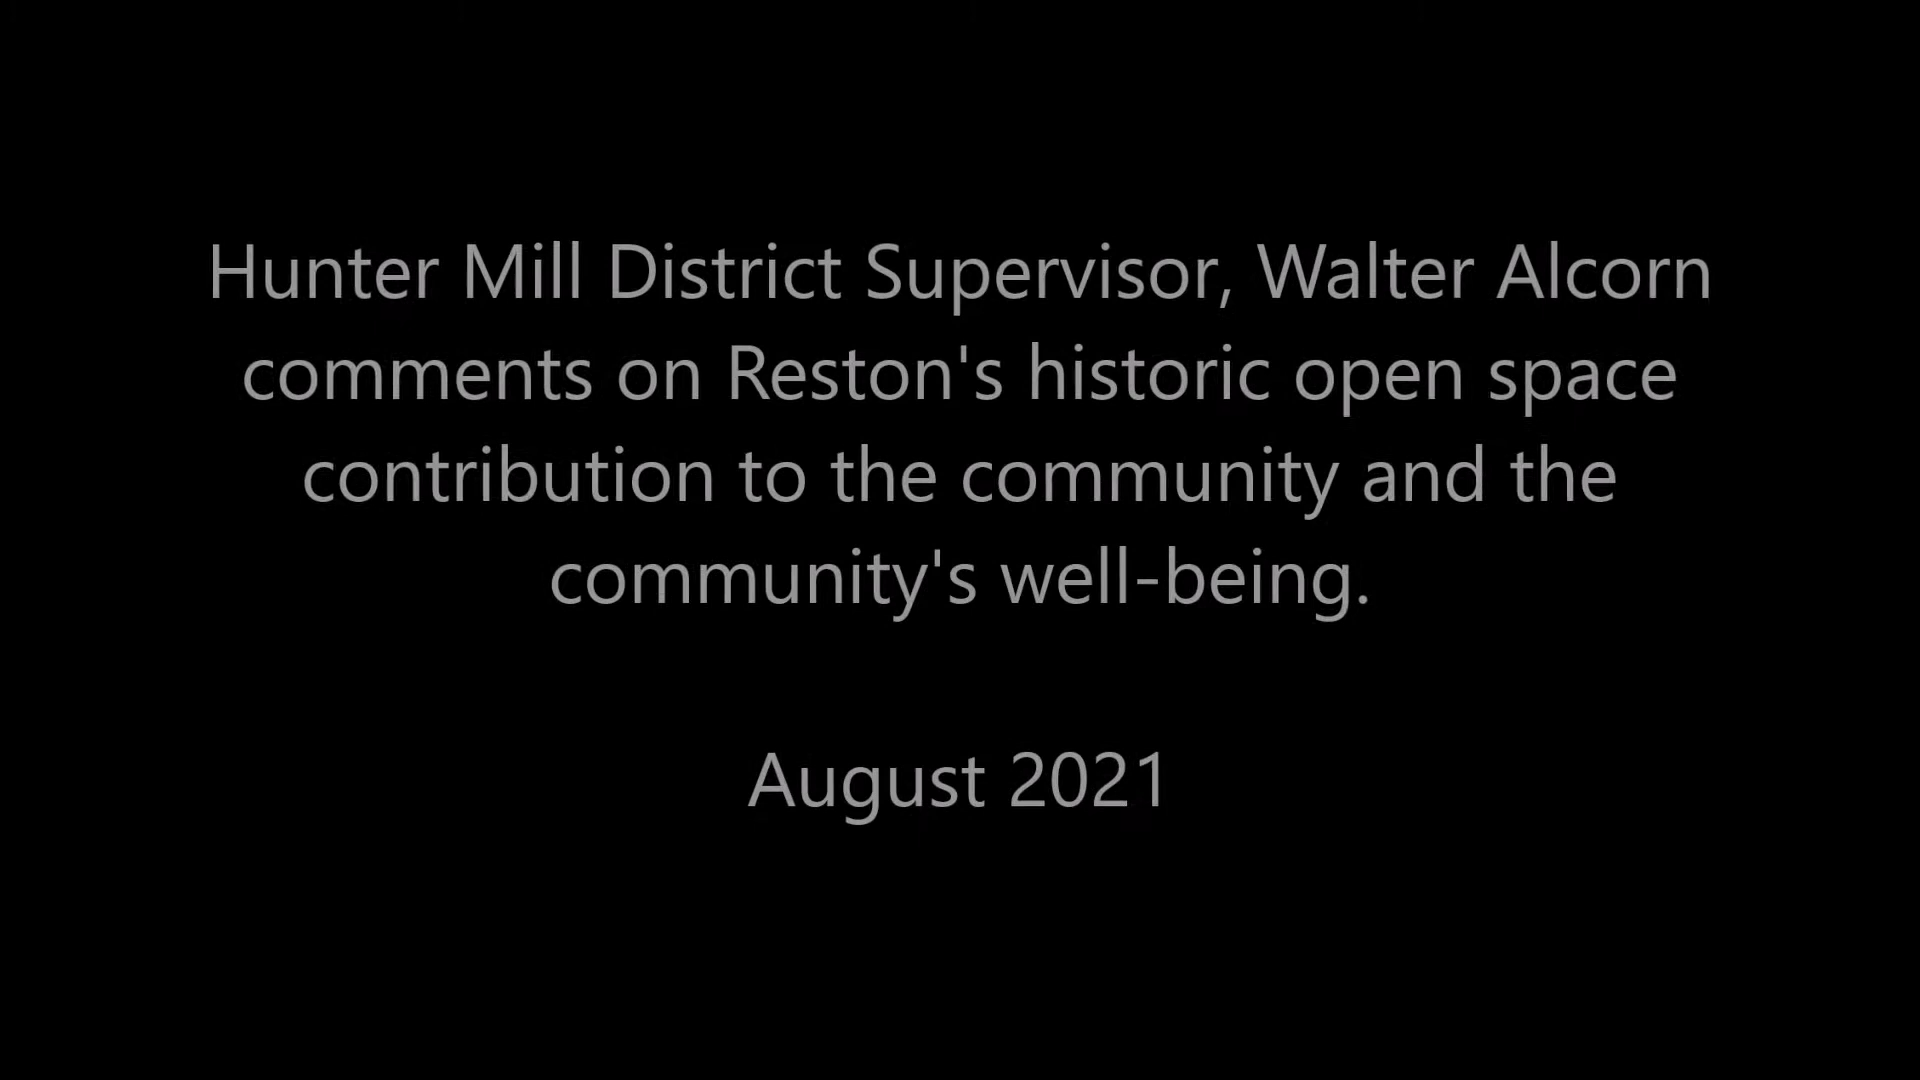 Hunter Mill District Supervisor, Walter Alcorn
comments on Reston's historic open space
contribution to the community and the
community's well-being.
August 2021